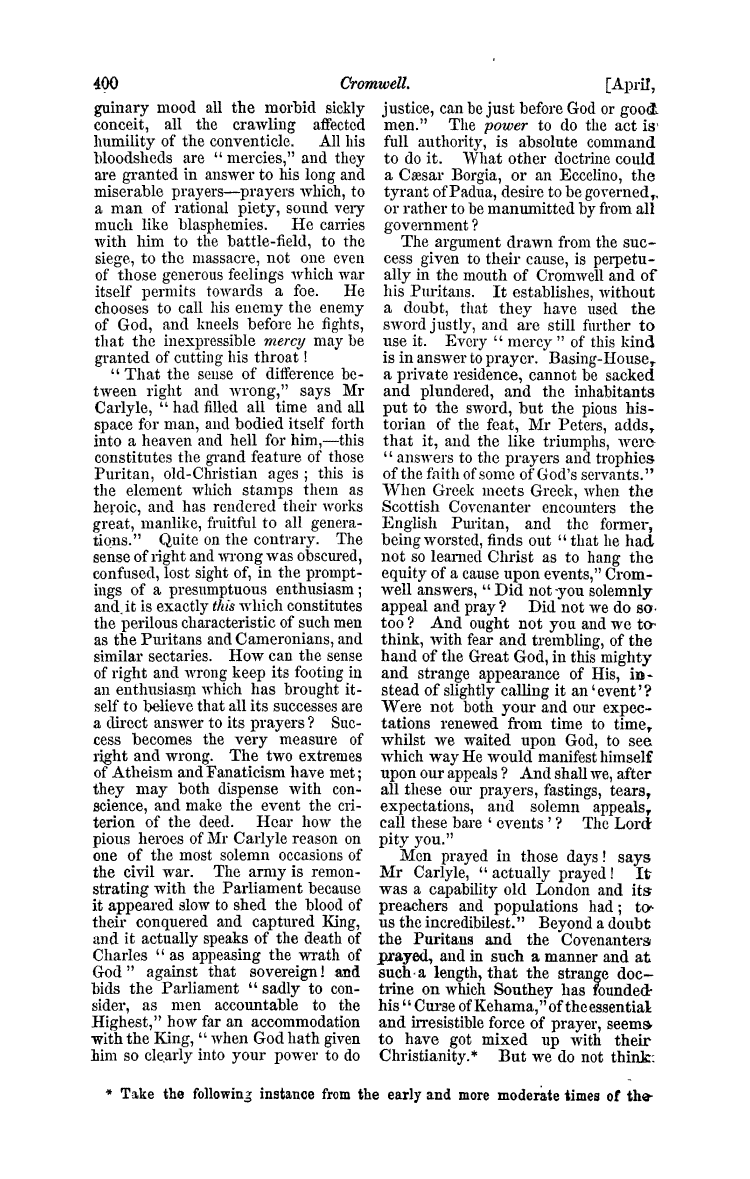 400 Cromwell. [April,
guinary mood all the morbid sickly
conceit, all the crawling affected
humility of the conventicle. All his
bloodsheds are " mercies," and they
are granted in answer to his long and
miserable prayers—prayers which, to
a man of rational piety, sound very
much like blasphemies. He carries
with him to the battle-field, to the
siege, to the massacre, not one even
of those generous feelings which war
itself permits towards a foe. He
chooses to call his enemy the enemy
of God, and kneels before he fights,
that the inexpressible mercy may be
granted of cutting his throat !
" That the sense of difference be-
tween right and wrong," says Mr
Carlyle, " had filled all time and all
space for man, and bodied itself forth
into a heaven and hell for him,—this
constitutes the grand feature of those
Puritan, old-Christian ages ; this is
the element which stamps them as
heroic, and has rendered their works
great, manlike, fruitful to all genera-
tions." Quite on the contrary. The
sense of right and wrong was obscured,
confused, lost sight of, in the prompt-
ings of a presumptuous enthusiasm ;
and it is exactly this which constitutes
the perilous characteristic of such men
as the Puritans and Cameronians, and
similar sectaries. How can the sense
of right and wrong keep its footing in
an enthusiasm which has brought it-
self to believe that all its successes are
a direct answer to its prayers ? Suc-
cess becomes the very measure of
right and wrong. The two extremes
of Atheism and Fanaticism have met ;
they may both dispense with con-
science, and make the event the cri-
terion of the deed. Hear how the
pious heroes of Mr Carlyle reason on
one of the most solemn occasions of
the civil war. The army is remon-
strating with the Parliament because
it appeared slow to shed the blood of
their conquered and captured King,
and it actually speaks of the death of
Charles " as appeasing the wrath of
God " against that sovereign ! and
bids the Parliament " sadly to con-
sider, as men accountable to the
Highest," how far an accommodation
with the King, " when God hath given
him so clearly into your power to do
justice, can be just before God or good
men." The power to do the act is
full authority, is absolute command
to do it. What other doctrine could
a Cæsar Borgia, or an Eccelino, the
tyrant of Padua, desire to be governed,
or rather to be manumitted by from all
government ?
The argument drawn from the suc-
cess given to their cause, is perpetu-
ally in the mouth of Cromwell and of
his Puritans. It establishes, without
a doubt, that they have used the
sword justly, and are still further to
use it. Every " mercy " of this kind
is in answer to prayer. Basing-House,
a private residence, cannot be sacked
and plundered, and the inhabitants
put to the sword, but the pious his-
torian of the feat, Mr Peters, adds,
that it, and the like triumphs, were
" answers to the prayers and trophies
of the faith of some of God's servants."
When Greek meets Greek, when the
Scottish Covenanter encounters the
English Puritan, and the former,
being worsted, finds out " that he had
not so learned Christ as to hang the
equity of a cause upon events," Crom-
well answers, " Did not you solemnly
appeal and pray ? Did not we do so
too ? And ought not you and we to
think, with fear and trembling, of the
hand of the Great God, in this mighty
and strange appearance of His, in-
stead of slightly calling it an ' event ' ?
Were not both your and our expec-
tations renewed from time to time,
whilst we waited upon God, to see
which way He would manifest himself
upon our appeals ? And shall we, after
all these our prayers, fastings, tears,
expectations, and solemn appeals,
call these bare ' events ' ? The Lord
pity you."
Men prayed in those days ! says
Mr Carlyle, " actually prayed ! It
was a capability old London and its
preachers and populations had ; to
us the incredibilest." Beyond a doubt
the Puritans and the Covenanters
prayed, and in such a manner and at
such a length, that the strange doc-
trine on which Southey has founded
his " Curse of Kehama," of the essential
and irresistible force of prayer, seems
to have got mixed up with their
Christianity.* But we do not think
* Take the following instance from the early and more moderate times of the